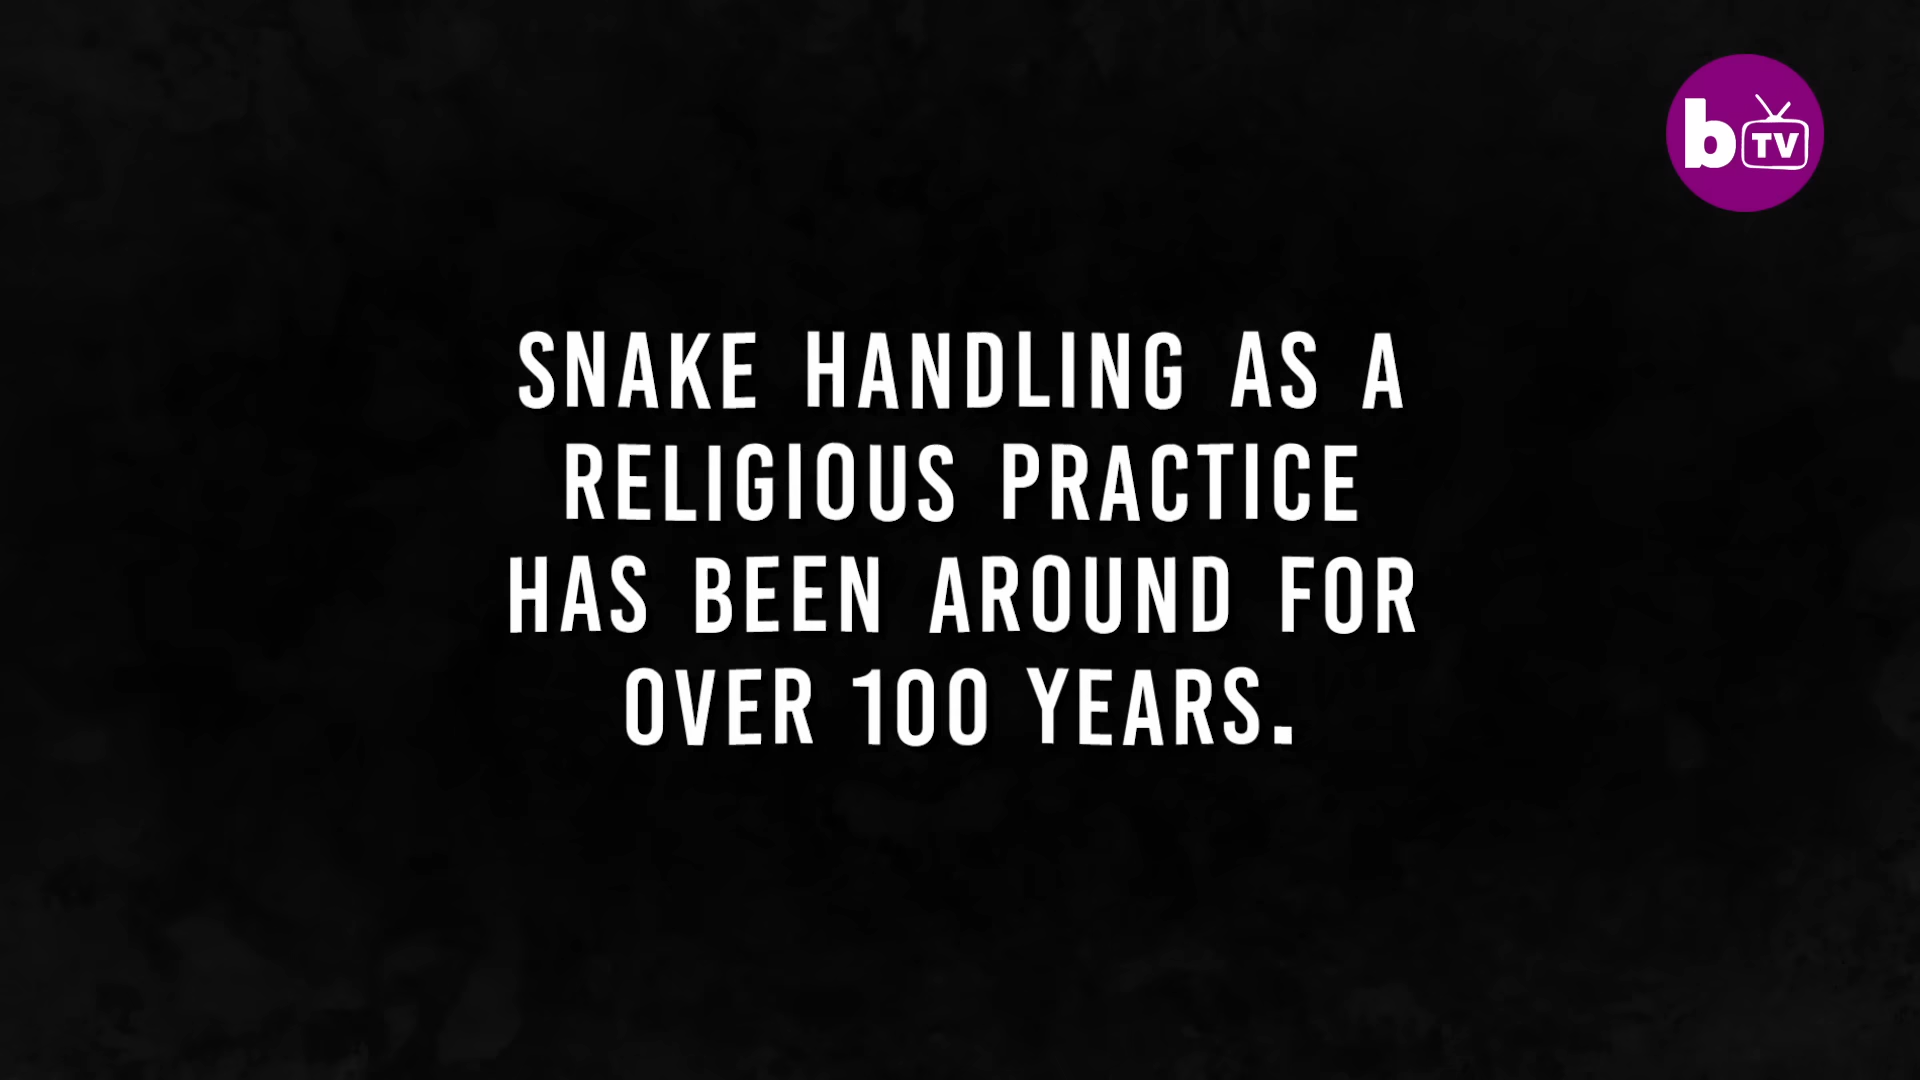 b TV
SNAKE HANDLING AS A
RELIGIOUS PRACTICE
HAS BEEN AROUND FOR
OVER 100 YEARS.